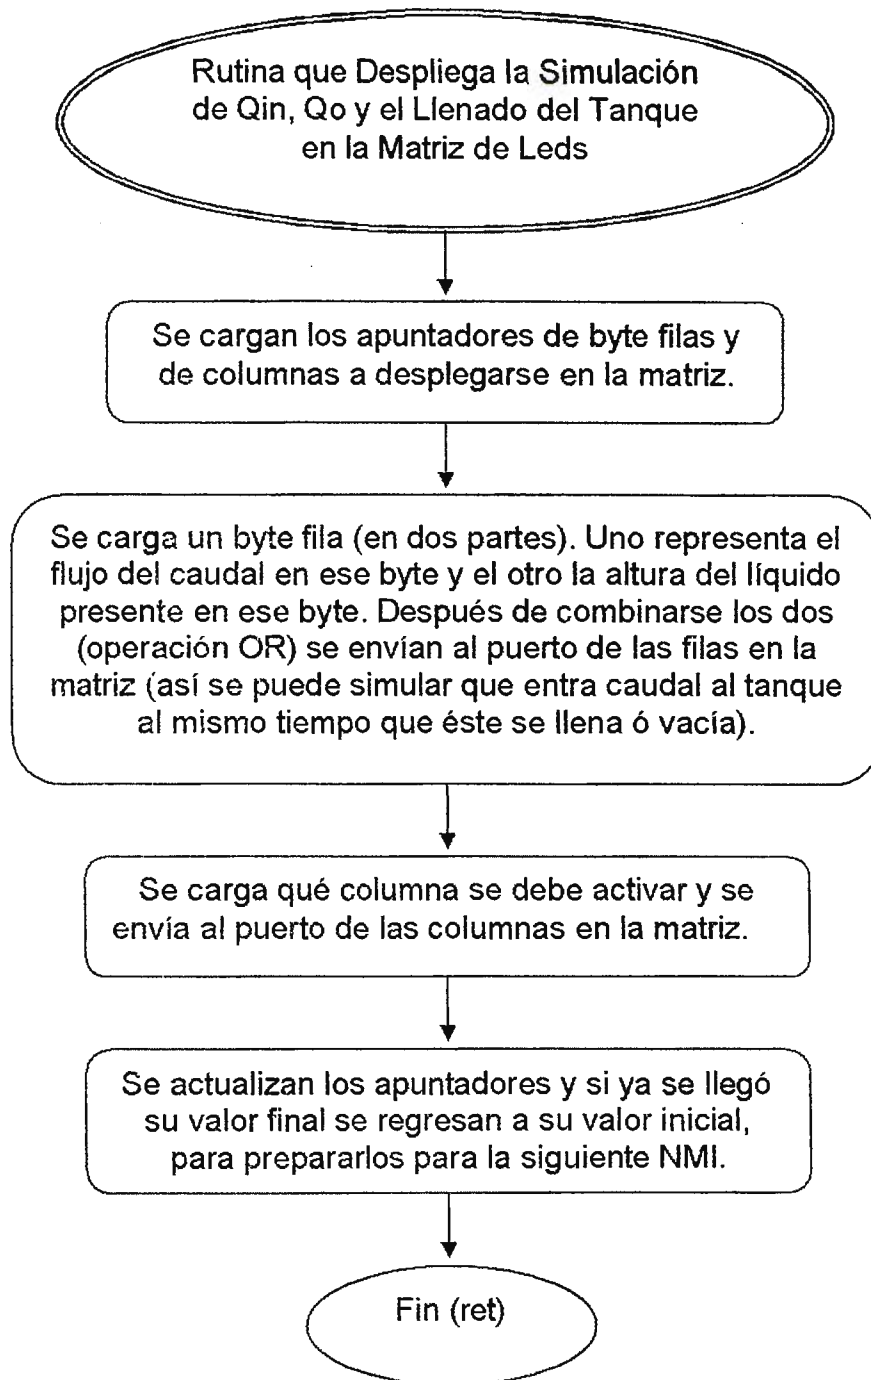 Rutina que Despliega la Simulación
de Qin, Qo y el Llenado del Tanque
en la Matriz de Leds
Se cargan los apuntadores de byte filas y
de columnas a desplegarse en la matriz.
Se carga un byte fila (en dos partes). Uno representa el
flujo del caudal en ese byte y el otro la altura del líquido
presente en ese byte. Después de combinarse los dos
(operación OR) se envían al puerto de las filas en la
matriz (así se puede simular que entra caudal al tanque
al mismo tiempo que éste se llena ó vacía).
Se carga qué columna se debe activar y se
envía al puerto de las columnas en la matriz.
Se actualizan los apuntadores y si ya se llegó
su valor final se regresan a su valor inicial,
para prepararlos para la siguiente NMI.
Fin (ret)